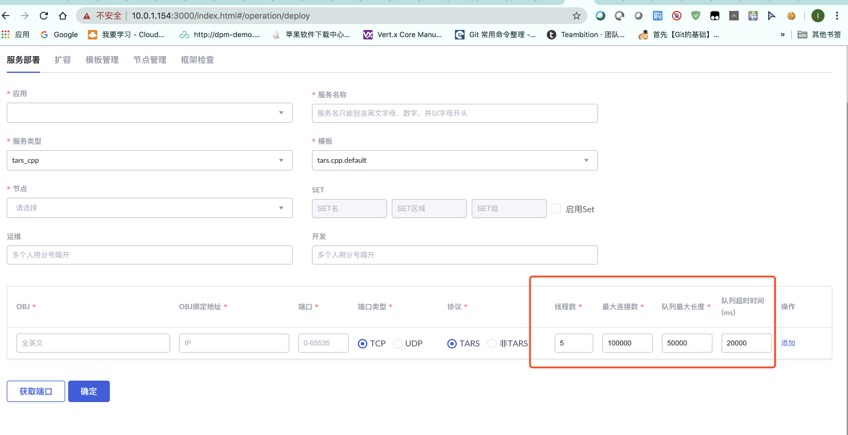 不安全 10.0.1.154:3000/index.html#/operation/deploy
应用 Google 我要学习 - Cloud... http://dpm-demo.... 苹果软件下载中心... Vert.x Core Manu... Git 常用命令整理 -... Teambition · 团队... 首先【Git的基础】... » 其他书签
服务部署 扩容 模板管理 节点管理 框架检查
* 应用 * 服务名称
服务名只能包含英文字母、数字，并以字母开头
* 服务类型 * 模板
tars_cpp tars.cpp.default
* 节点 SET
请选择 SET名 SET区域 SET组 启用Set
运维 开发
多个人用分号隔开 多个人用分号隔开
OBJ * OBJ绑定地址 * 端口 * 端口类型 * 协议 * 线程数 * 最大连接数 * 队列最大长度 * 队列超时时间 操作
(ms)
全英文 IP 0-65535 TCP UDP TARS 非TARS 5 100000 50000 20000 添加
获取端口 确定